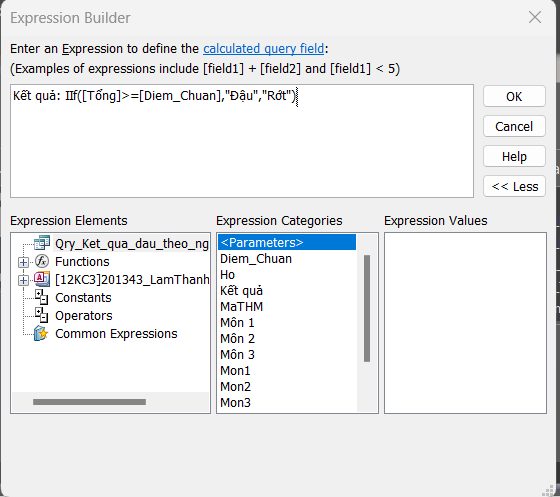 Expression Builder
Enter an Expression to define the calculated query field:
(Examples of expressions include [field1] + [field2] and [field1] < 5)
Kết quả: IIf([Tổng]>=[Diem_Chuan],"Đậu","Rớt")
OK
Cancel
Help
<< Less
Expression Elements
Qry_Ket_qua_dau_theo_ng
Functions
[12KC3]201343_LamThanh
Constants
Operators
Common Expressions
Expression Categories
<Parameters>
Diem_Chuan
Ho
Kết quả
MaTHM
Môn 1
Môn 2
Môn 3
Mon1
Mon2
Mon3
Expression Values